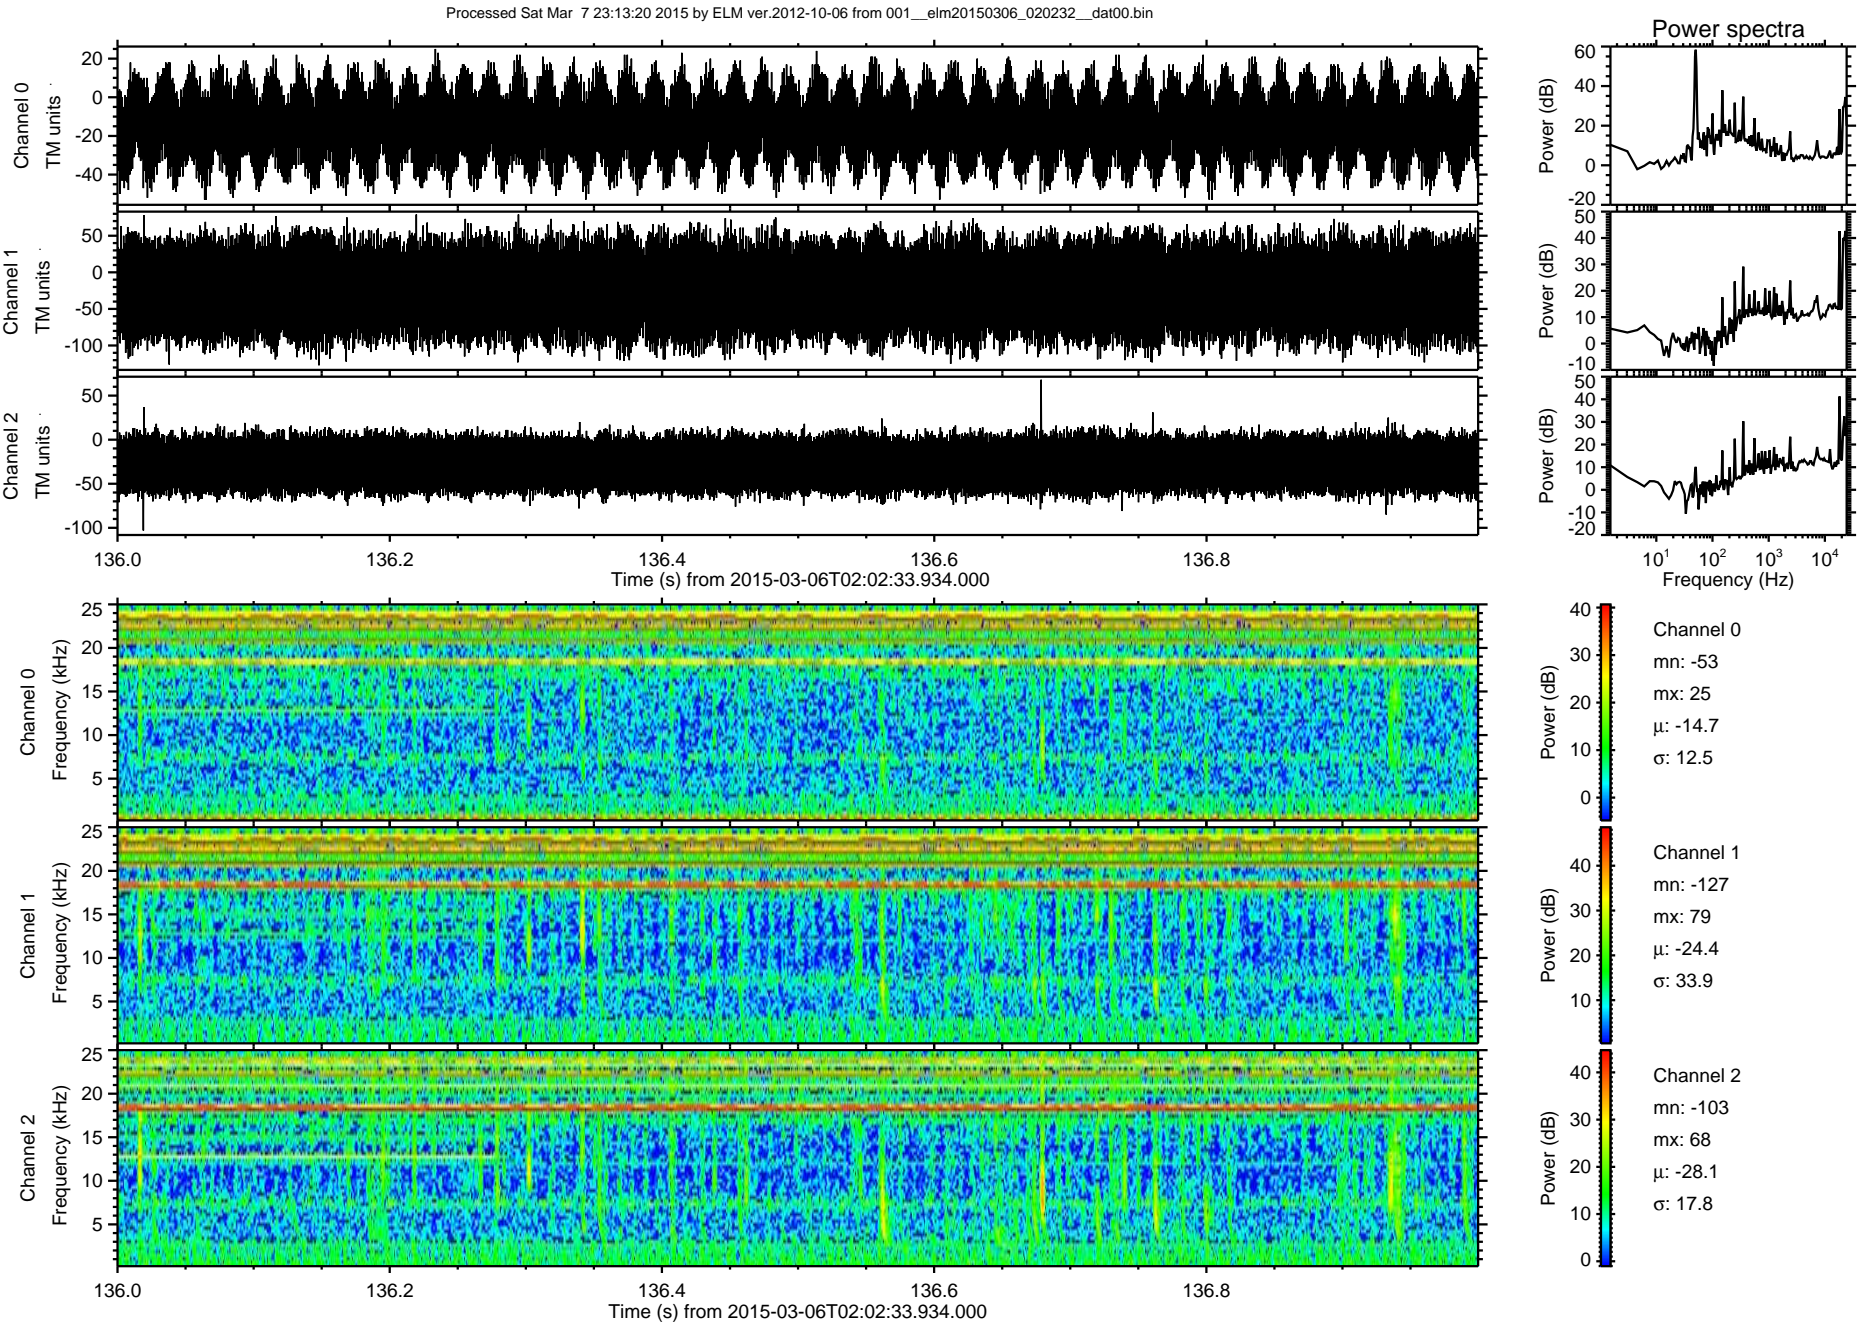 Processed Sat Mar 7 23:13:20 2015 by ELM ver.2012-10-06 from 001__elm20150306_020232__dat00.bin
Power spectra
Channel 0
TM units
20
0
-20
-40
Power (dB)
60
40
20
0
-20
Channel 1
TM units
50
0
-50
-100
Power (dB)
50
40
30
20
10
0
-10
Channel 2
TM units
50
0
-50
-100
Power (dB)
50
40
30
20
10
0
-10
-20
136.0 136.2 136.4 136.6 136.8
Time (s) from 2015-03-06T02:02:33.934.000
10¹ 10² 10³ 10⁴
Frequency (Hz)
Channel 0
Frequency (kHz)
25
20
15
10
5
Power (dB)
40
30
20
10
0
Channel 0
mn: -53
mx: 25
μ: -14.7
σ: 12.5
Channel 1
Frequency (kHz)
25
20
15
10
5
Power (dB)
40
30
20
10
Channel 1
mn: -127
mx: 79
μ: -24.4
σ: 33.9
Channel 2
Frequency (kHz)
25
20
15
10
5
Power (dB)
40
30
20
10
0
Channel 2
mn: -103
mx: 68
μ: -28.1
σ: 17.8
136.0 136.2 136.4 136.6 136.8
Time (s) from 2015-03-06T02:02:33.934.000